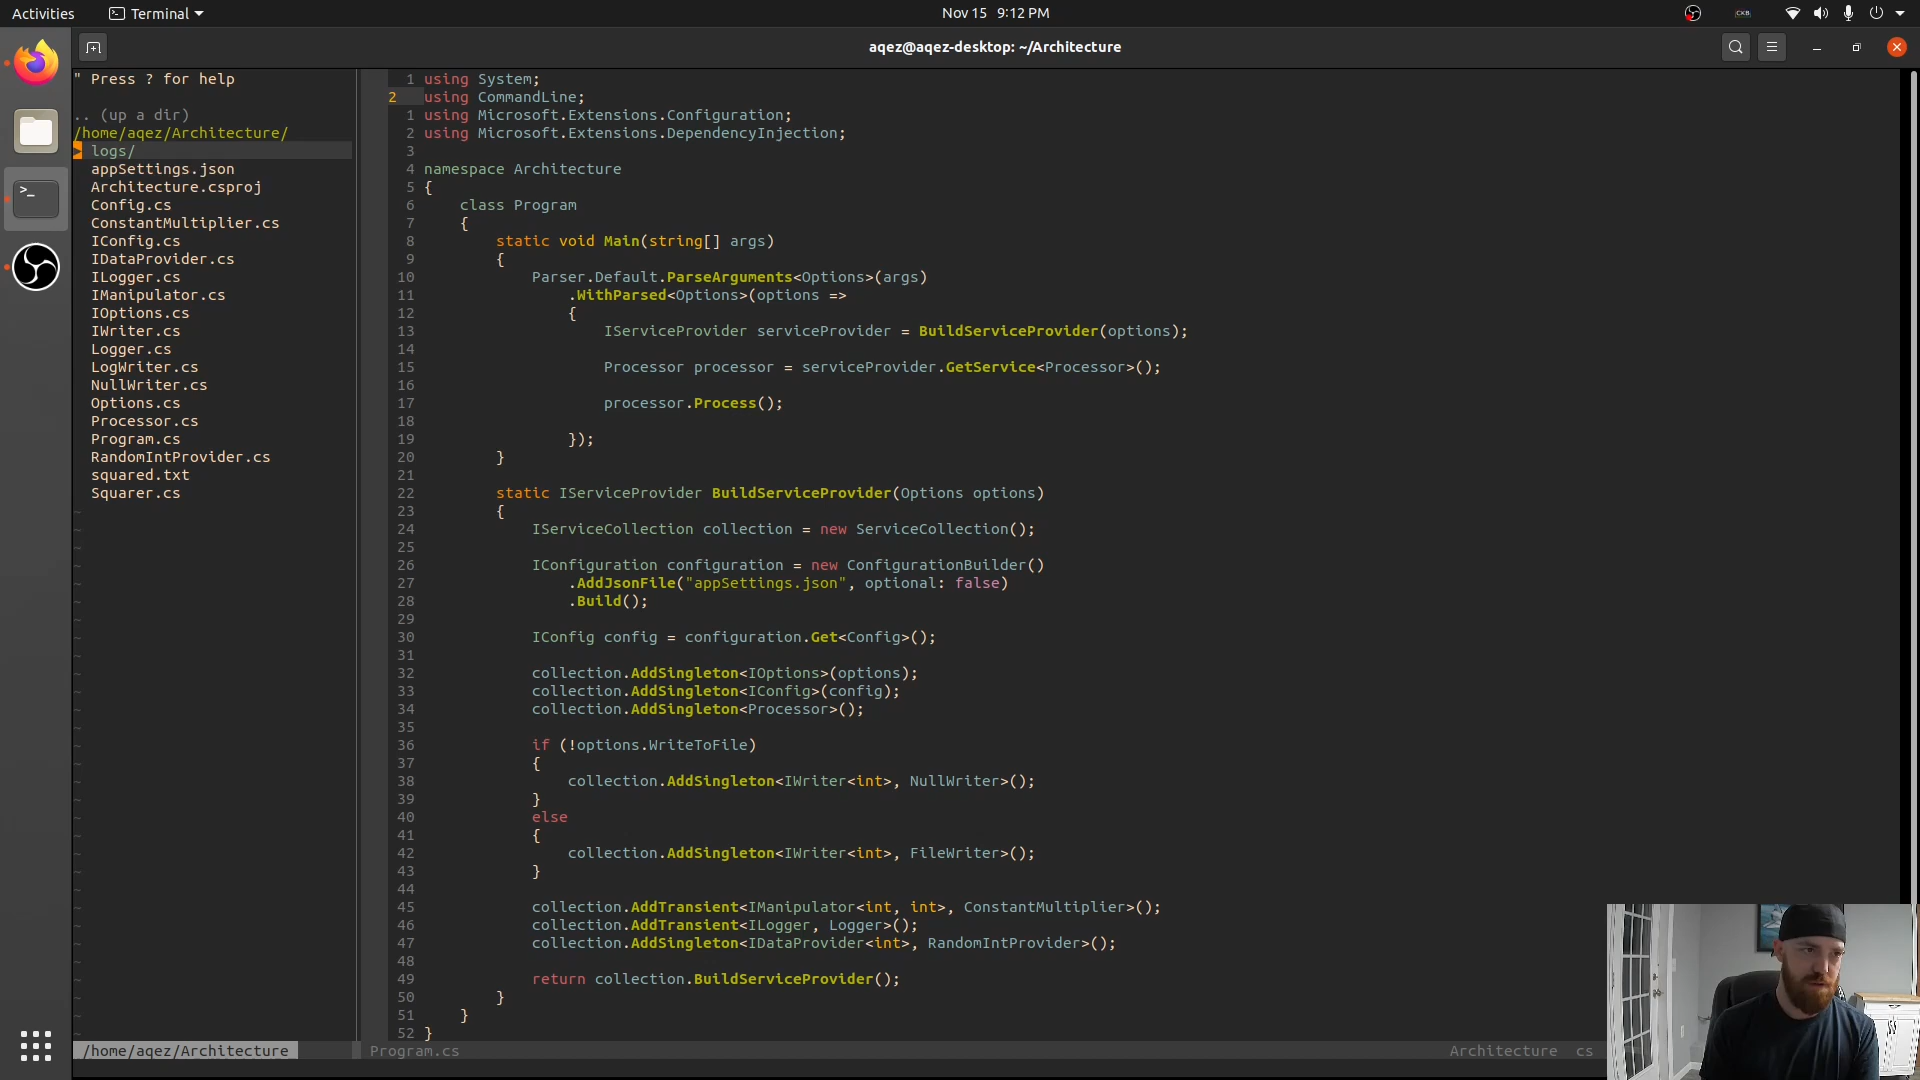 Activities
Terminal
Nov 15 9:12 PM
CKB
aqez@aqez-desktop: ~/Architecture
" Press ? for help
.. (up a dir)
/home/aqez/Architecture/
logs/
appSettings.json
Architecture.csproj
Config.cs
ConstantMultiplier.cs
IConfig.cs
IDataProvider.cs
ILogger.cs
IManipulator.cs
IOptions.cs
IWriter.cs
Logger.cs
LogWriter.cs
NullWriter.cs
Options.cs
Processor.cs
Program.cs
RandomIntProvider.cs
squared.txt
Squarer.cs
/home/aqez/Architecture
1 using System;
2 using CommandLine;
1 using Microsoft.Extensions.Configuration;
2 using Microsoft.Extensions.DependencyInjection;
3
4 namespace Architecture
5 {
6 class Program
7 {
8 static void Main(string[] args)
9 {
10 Parser.Default.ParseArguments<Options>(args)
11 .WithParsed<Options>(options =>
12 {
13 IServiceProvider serviceProvider = BuildServiceProvider(options);
14
15 Processor processor = serviceProvider.GetService<Processor>();
16
17 processor.Process();
18
19 });
20 }
21
22 static IServiceProvider BuildServiceProvider(Options options)
23 {
24 IServiceCollection collection = new ServiceCollection();
25
26 IConfiguration configuration = new ConfigurationBuilder()
27 .AddJsonFile("appSettings.json", optional: false)
28 .Build();
29
30 IConfig config = configuration.Get<Config>();
31
32 collection.AddSingleton<IOptions>(options);
33 collection.AddSingleton<IConfig>(config);
34 collection.AddSingleton<Processor>();
35
36 if (!options.WriteToFile)
37 {
38 collection.AddSingleton<IWriter<int>, NullWriter>();
39 }
40 else
41 {
42 collection.AddSingleton<IWriter<int>, FileWriter>();
43 }
44
45 collection.AddTransient<IManipulator<int, int>, ConstantMultiplier>();
46 collection.AddTransient<ILogger, Logger>();
47 collection.AddSingleton<IDataProvider<int>, RandomIntProvider>();
48
49 return collection.BuildServiceProvider();
50 }
51 }
52 }
Program.cs
Architecture cs